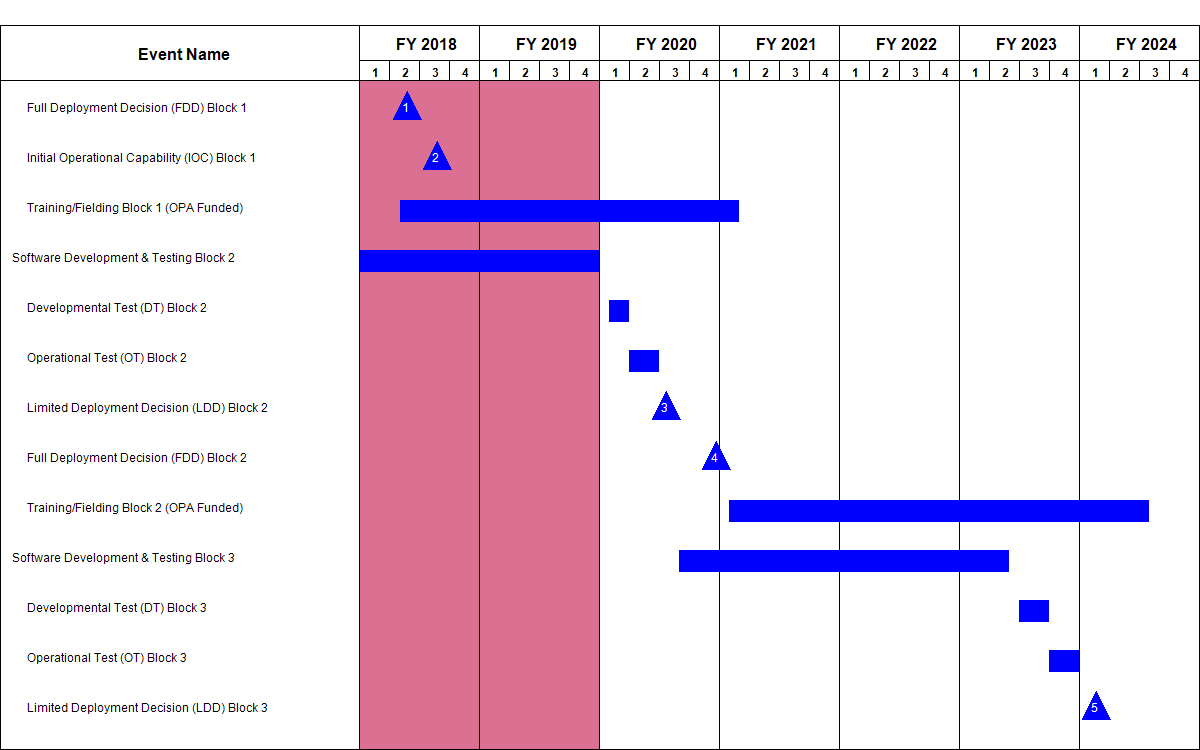 Event Name FY 2018 FY 2019 FY 2020 FY 2021 FY 2022 FY 2023 FY 2024
1 2 3 4 1 2 3 4 1 2 3 4 1 2 3 4 1 2 3 4 1 2 3 4 1 2 3 4
Full Deployment Decision (FDD) Block 1 1
Initial Operational Capability (IOC) Block 1 2
Training/Fielding Block 1 (OPA Funded)
Software Development & Testing Block 2
Developmental Test (DT) Block 2
Operational Test (OT) Block 2
Limited Deployment Decision (LDD) Block 2 3
Full Deployment Decision (FDD) Block 2 4
Training/Fielding Block 2 (OPA Funded)
Software Development & Testing Block 3
Developmental Test (DT) Block 3
Operational Test (OT) Block 3
Limited Deployment Decision (LDD) Block 3 5